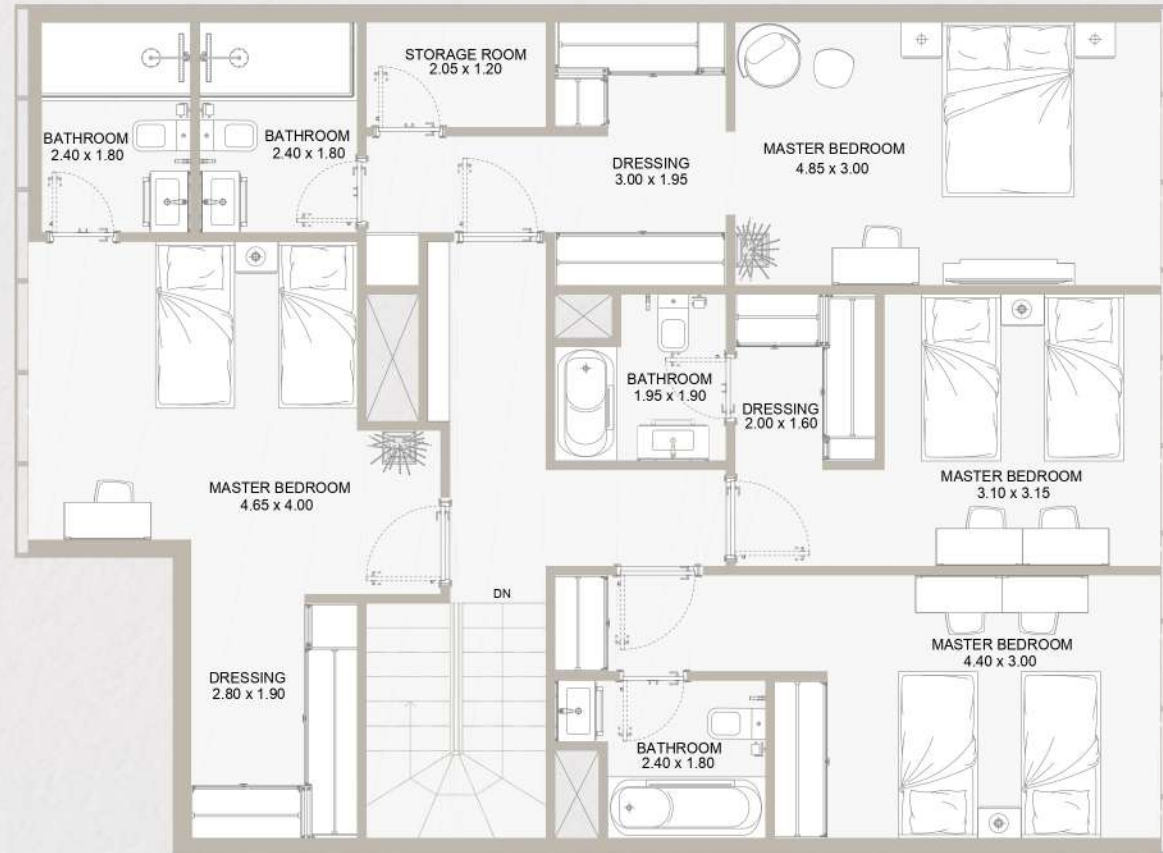 STORAGE ROOM
2.05 x 1.20
BATHROOM
2.40 x 1.80
BATHROOM
2.40 x 1.80
DRESSING
3.00 x 1.95
MASTER BEDROOM
4.85 x 3.00
BATHROOM
1.95 x 1.90
DRESSING
2.00 x 1.60
MASTER BEDROOM
3.10 x 3.15
MASTER BEDROOM
4.65 x 4.00
DN
MASTER BEDROOM
4.40 x 3.00
DRESSING
2.80 x 1.90
BATHROOM
2.40 x 1.80